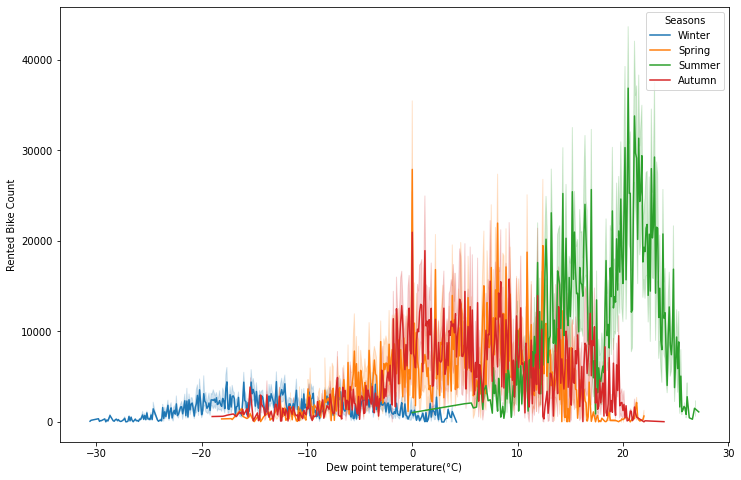 Seasons
Winter
Spring
Summer
Autumn
Rented Bike Count
40000
30000
20000
10000
0
−30
−20
−10
0
10
20
30
Dew point temperature(°C)